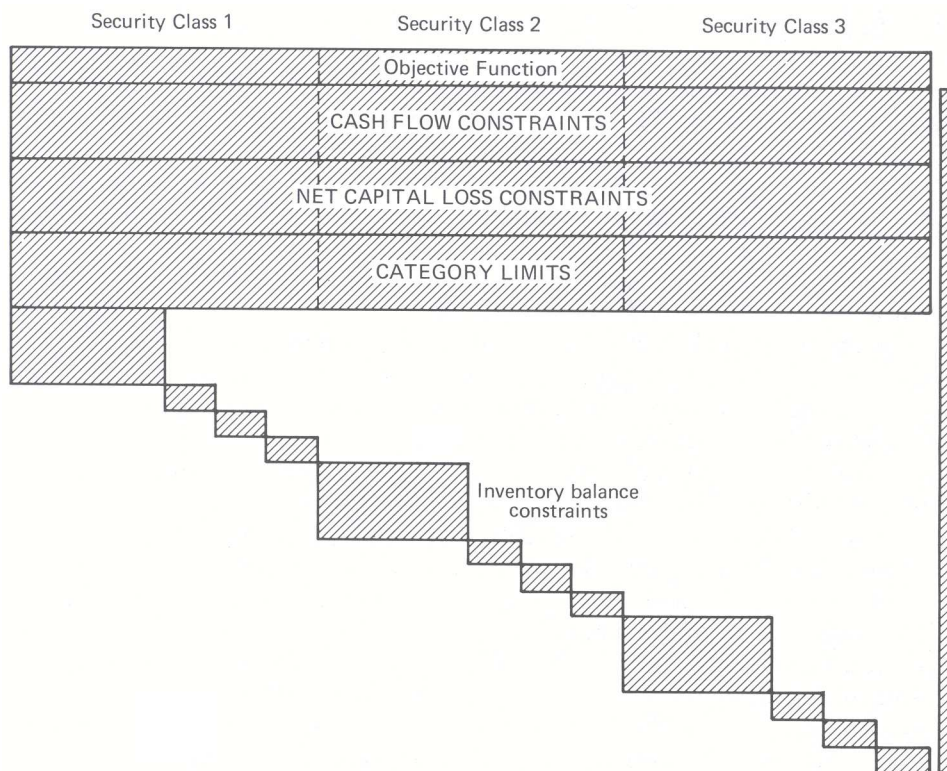 Security Class 1 Security Class 2 Security Class 3
Objective Function
CASH FLOW CONSTRAINTS
NET CAPITAL LOSS CONSTRAINTS
CATEGORY LIMITS
Inventory balance
constraints